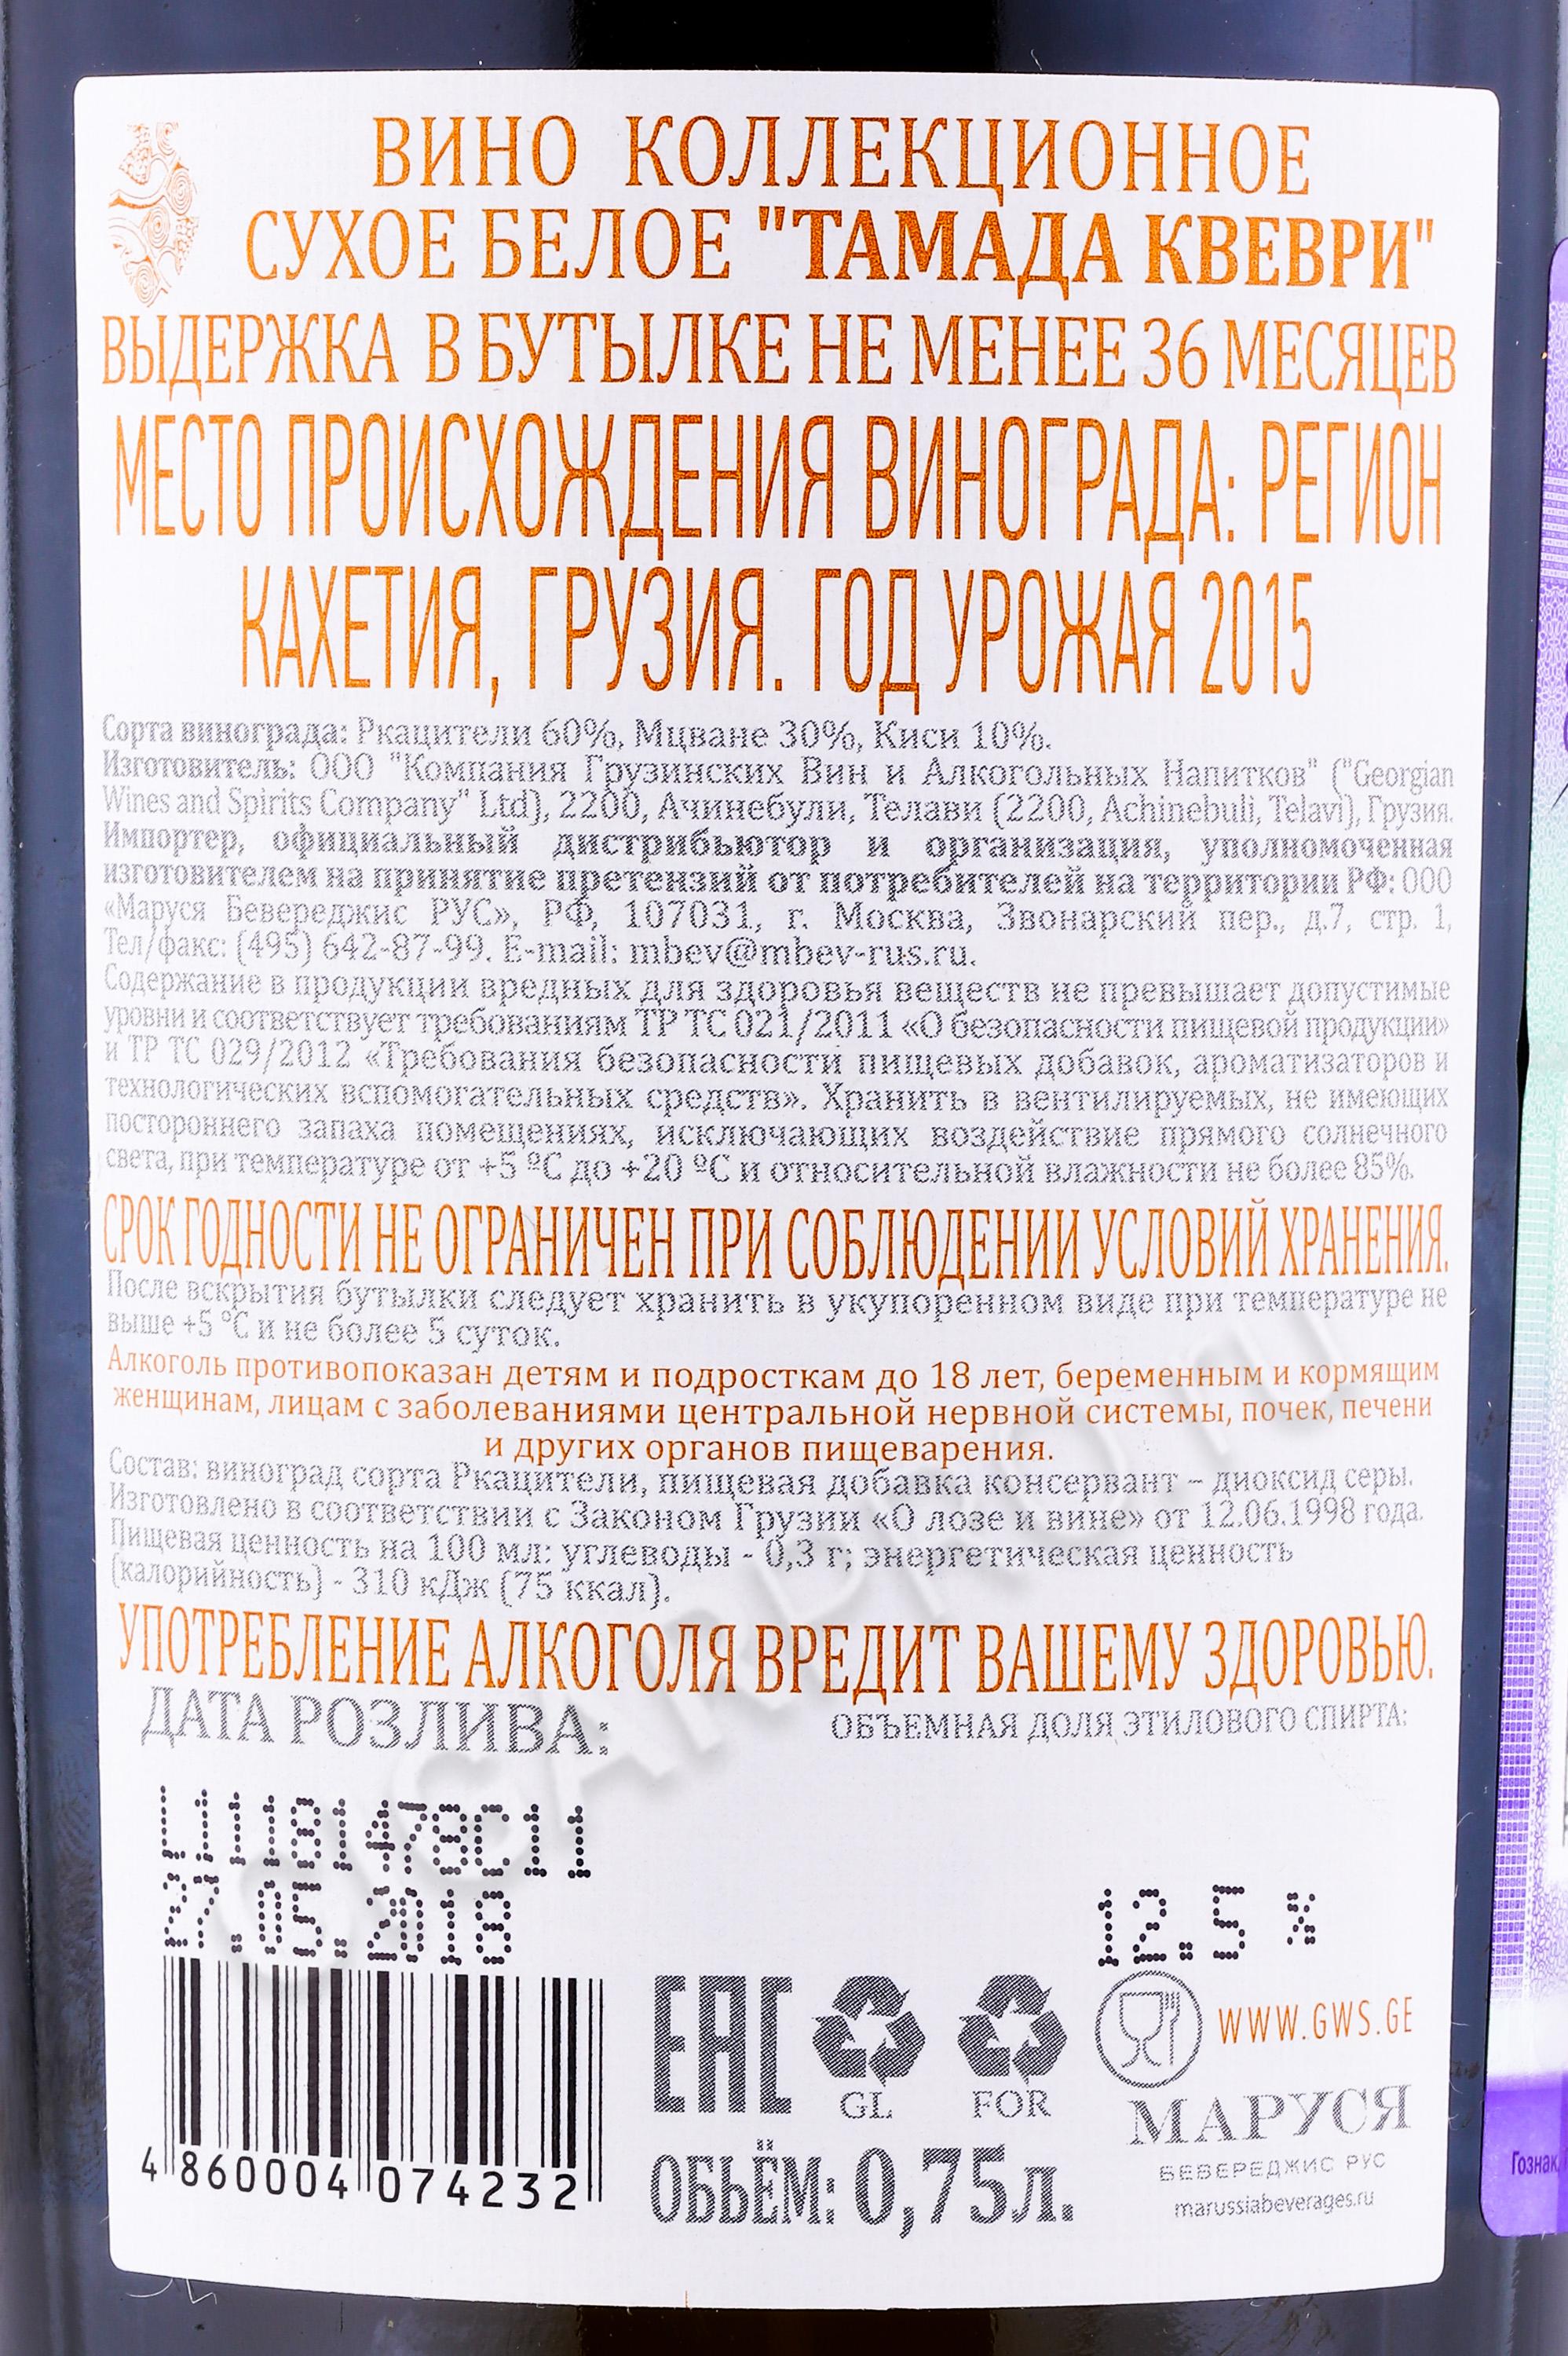 ВИНО КОЛЛЕКЦИОННОЕ
СУХОЕ БЕЛОЕ "ТАМАДА КВЕВРИ"
ВЫДЕРЖКА В БУТЫЛКЕ НЕ МЕНЕЕ 36 МЕСЯЦЕВ
МЕСТО ПРОИСХОЖДЕНИЯ ВИНОГРАДА: РЕГИОН
КАХЕТИЯ, ГРУЗИЯ. ГОД УРОЖАЯ 2015
Сорта винограда: Ркацители 60%, Мцване 30%, Киси 10%.
Изготовитель: ООО "Компания Грузинских Вин и Алкогольных Напитков" ("Georgian
Wines and Spirits Company" Ltd), 2200, Ачинебули, Телави (2200, Achinebuli, Telavi), Грузия.
Импортер, официальный дистрибьютор и организация, уполномоченная
изготовителем на принятие претензий от потребителей на территории РФ: ООО
«Маруся Бевереджис РУС», РФ, 107031, г. Москва, Звонарский пер., д.7, стр. 1,
Тел/факс: (495) 642-87-99. E-mail: mbev@mbev-rus.ru.
Содержание в продукции вредных для здоровья веществ не превышает допустимые
уровни и соответствует требованиям ТР ТС 021/2011 «О безопасности пищевой продукции»
и ТР ТС 029/2012 «Требования безопасности пищевых добавок, ароматизаторов и
технологических вспомогательных средств». Хранить в вентилируемых, не имеющих
постороннего запаха помещениях, исключающих воздействие прямого солнечного
света, при температуре от +5 ºС до +20 ºС и относительной влажности не более 85%.
СРОК ГОДНОСТИ НЕ ОГРАНИЧЕН ПРИ СОБЛЮДЕНИИ УСЛОВИЙ ХРАНЕНИЯ.
После вскрытия бутылки следует хранить в укупоренном виде при температуре не
выше +5 °С и не более 5 суток.
Алкоголь противопоказан детям и подросткам до 18 лет, беременным и кормящим
женщинам, лицам с заболеваниями центральной нервной системы, почек, печени
и других органов пищеварения.
Состав: виноград сорта Ркацители, пищевая добавка консервант – диоксид серы.
Изготовлено в соответствии с Законом Грузии «О лозе и вине» от 12.06.1998 года.
Пищевая ценность на 100 мл: углеводы - 0,3 г; энергетическая ценность
(калорийность) - 310 кДж (75 ккал).
УПОТРЕБЛЕНИЕ АЛКОГОЛЯ ВРЕДИТ ВАШЕМУ ЗДОРОВЬЮ.
ДАТА РОЗЛИВА: ОБЪЕМНАЯ ДОЛЯ ЭТИЛОВОГО СПИРТА:
L11181478C11
27.05.2018
12.5 %
EAC
GL FOR
WWW.GWS.GE
МАРУСЯ
БЕВЕРЕДЖИС РУС
marussiabeverages.ru
4 860004 074232
ОБЬЁМ: 0,75л.
Гознак,